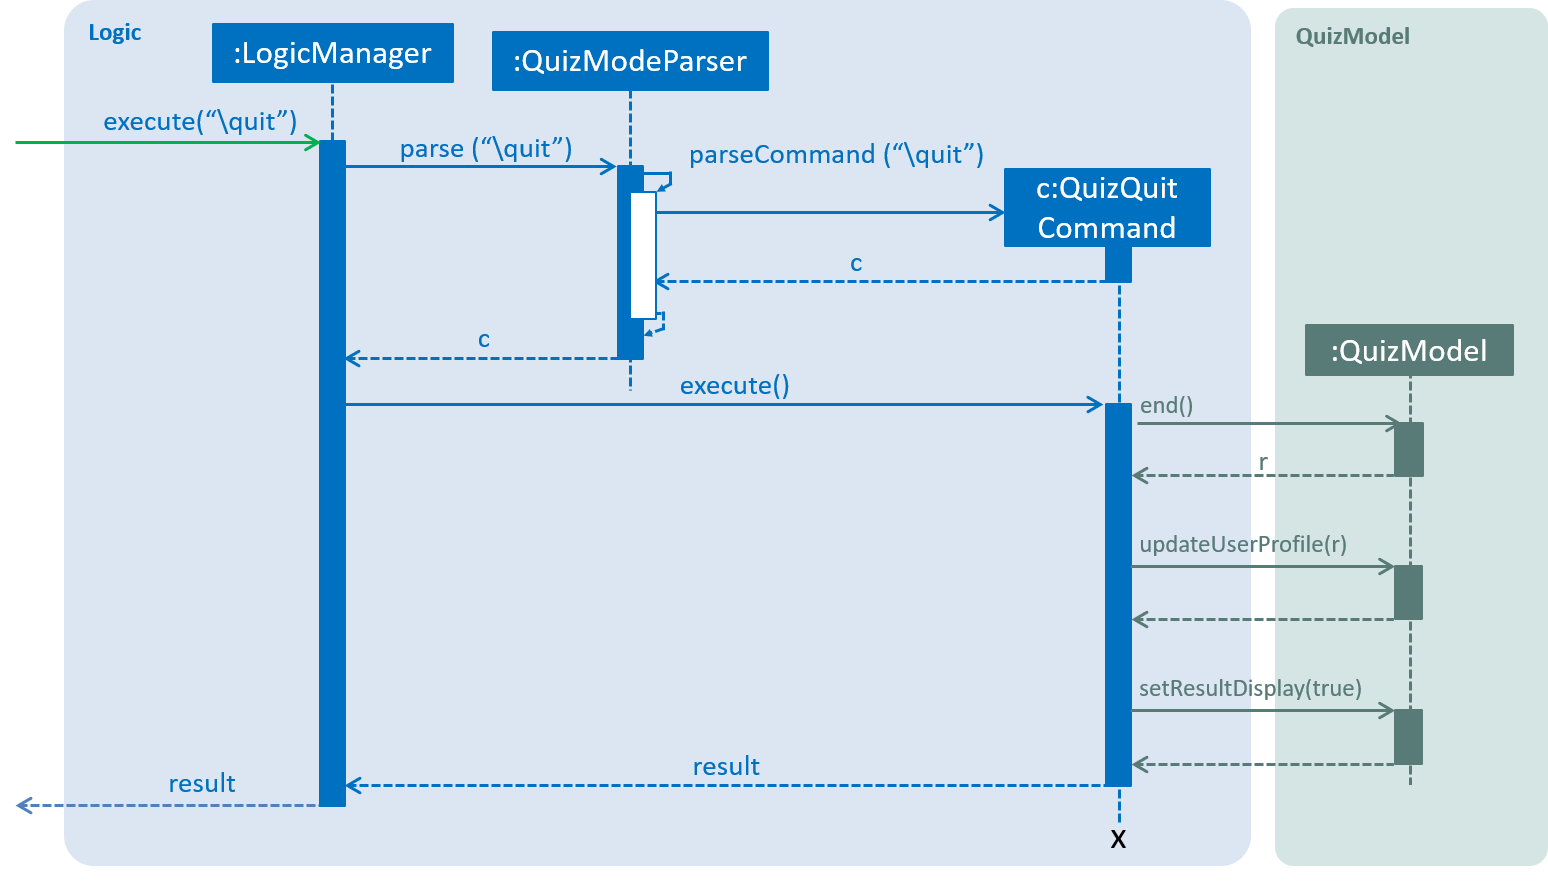 Logic
QuizModel
:LogicManager
:QuizModeParser
execute(“\quit”)
parse (“\quit”)
parseCommand (“\quit”)
c:QuizQuit
Command
c
c
:QuizModel
execute()
end()
r
updateUserProfile(r)
setResultDisplay(true)
result
result
X